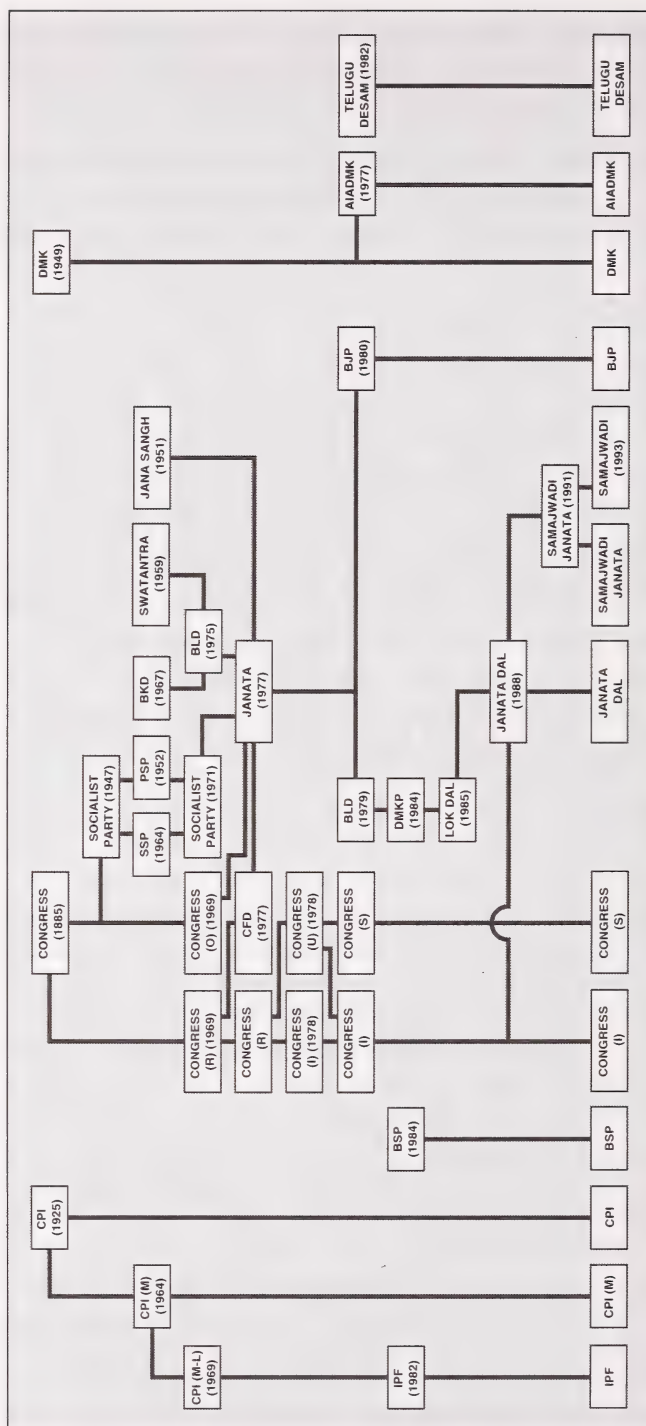 CPI
(1925)
CPI (M)
(1964)
CPI (M-L)
(1969)
IPF
(1982)
IPF
CPI (M)
CPI
BSP
(1984)
BSP
CONGRESS
(1885)
CONGRESS
(R) (1969)
CONGRESS
(R)
CONGRESS
(I) (1978)
CONGRESS
(I)
CONGRESS
(I)
CONGRESS
(O) (1969)
CFD
(1977)
CONGRESS
(U) (1978)
CONGRESS
(S)
CONGRESS
(S)
SOCIALIST
PARTY (1947)
SSP
(1964)
PSP
(1952)
SOCIALIST
PARTY (1971)
BKD
(1967)
SWATANTRA
(1959)
JANA SANGH
(1951)
BLD
(1975)
JANATA
(1977)
BLD
(1979)
DMKP
(1984)
LOK DAL
(1985)
JANATA DAL
(1988)
JANATA
DAL
SAMAJWADI
JANATA (1991)
SAMAJWADI
JANATA
SAMAJWADI
(1993)
BJP
(1980)
BJP
DMK
(1949)
DMK
AIADMK
(1977)
AIADMK
TELUGU
DESAM (1982)
TELUGU
DESAM